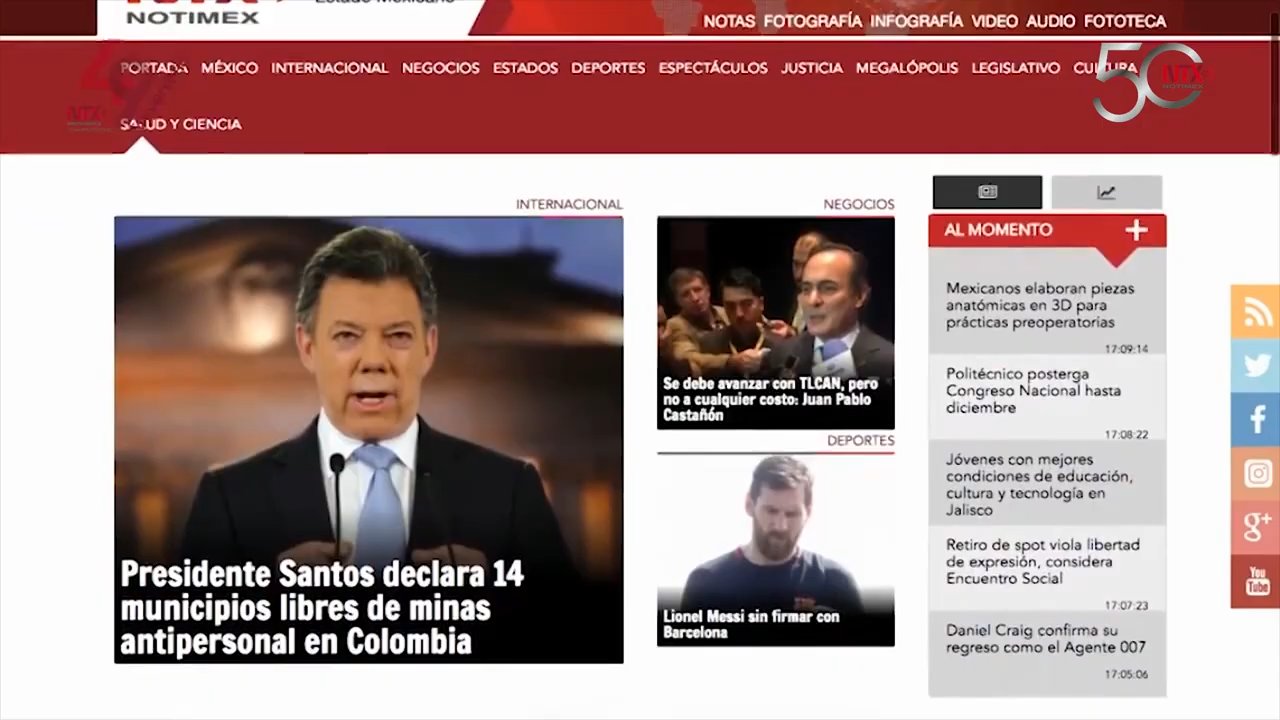 NOTIMEX
NOTAS FOTOGRAFÍA INFOGRAFÍA VIDEO AUDIO FOTOTECA
PORTADA MÉXICO INTERNACIONAL NEGOCIOS ESTADOS DEPORTES ESPECTÁCULOS JUSTICIA MEGALÓPOLIS LEGISLATIVO CULTURA
SALUD Y CIENCIA
50
NTX
NOTIMEX
INTERNACIONAL
Presidente Santos declara 14
municipios libres de minas
antipersonal en Colombia
NEGOCIOS
Se debe avanzar con TLCAN, pero
no a cualquier costo: Juan Pablo
Castañón
DEPORTES
Lionel Messi sin firmar con
Barcelona
AL MOMENTO +
Mexicanos elaboran piezas
anatómicas en 3D para
prácticas preoperatorias
17:09:14
Politécnico posterga
Congreso Nacional hasta
diciembre
17:08:22
Jóvenes con mejores
condiciones de educación,
cultura y tecnología en
Jalisco
Retiro de spot viola libertad
de expresión, considera
Encuentro Social
17:07:23
Daniel Craig confirma su
regreso como el Agente 007
17:05:06
g+
You
Tube